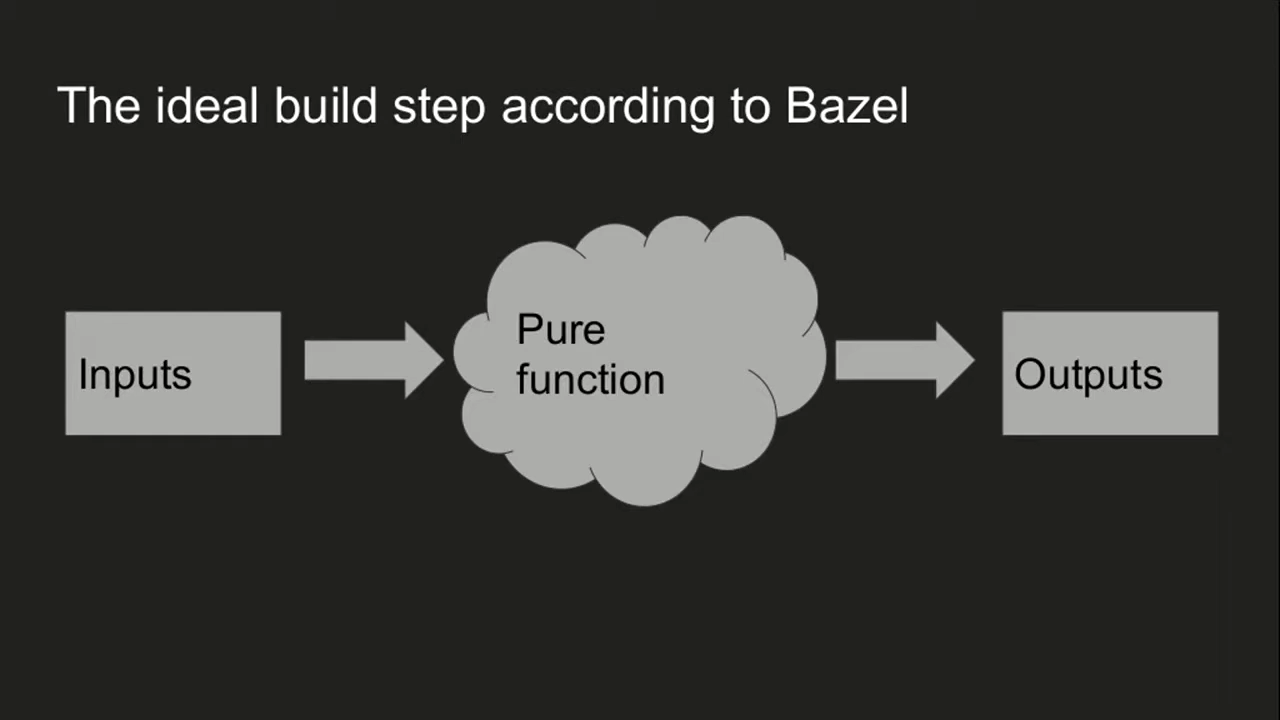 The ideal build step according to Bazel
Inputs
Pure
function
Outputs